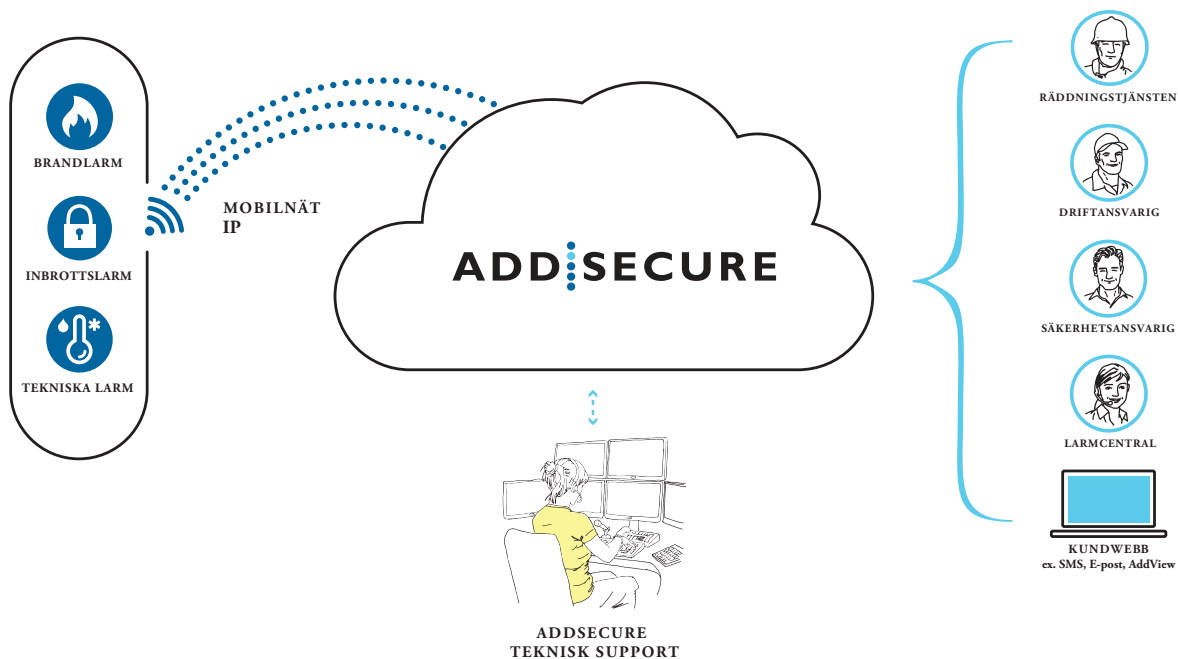 BRANDLARM
INBROTTSLARM
TEKNISKA LARM
MOBILNÄT
IP
ADDSECURE
ADDSECURE
TEKNISK SUPPORT
RÄDDNINGSTJÄNSTEN
DRIFTANSVARIG
SÄKERHETSANSVARIG
LARMCENTRAL
KUNDWEBB
ex. SMS, E-post, AddView